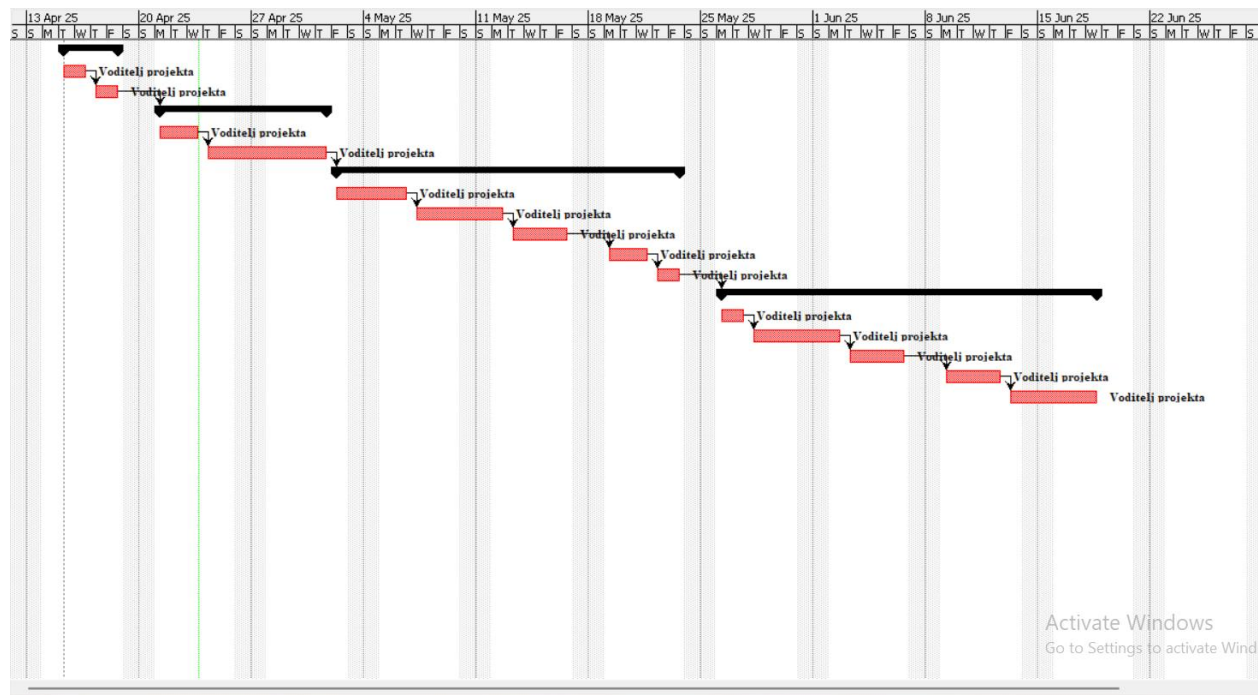 13 Apr 25 20 Apr 25 27 Apr 25 4 May 25 11 May 25 18 May 25 25 May 25 1 Jun 25 8 Jun 25 15 Jun 25 22 Jun 25
S S M T W T F S S M T W T F S S M T W T F S S M T W T F S S M T W T F S S M T W T F S S M T W T F S S M T W T F S S M T W T F S S M T W T F S S M T W T F S
Voditelj projekta
Voditelj projekta
Voditelj projekta
Voditelj projekta
Voditelj projekta
Voditelj projekta
Voditelj projekta
Voditelj projekta
Voditelj projekta
Voditelj projekta
Voditelj projekta
Voditelj projekta
Voditelj projekta
Voditelj projekta
Activate Windows
Go to Settings to activate Wind